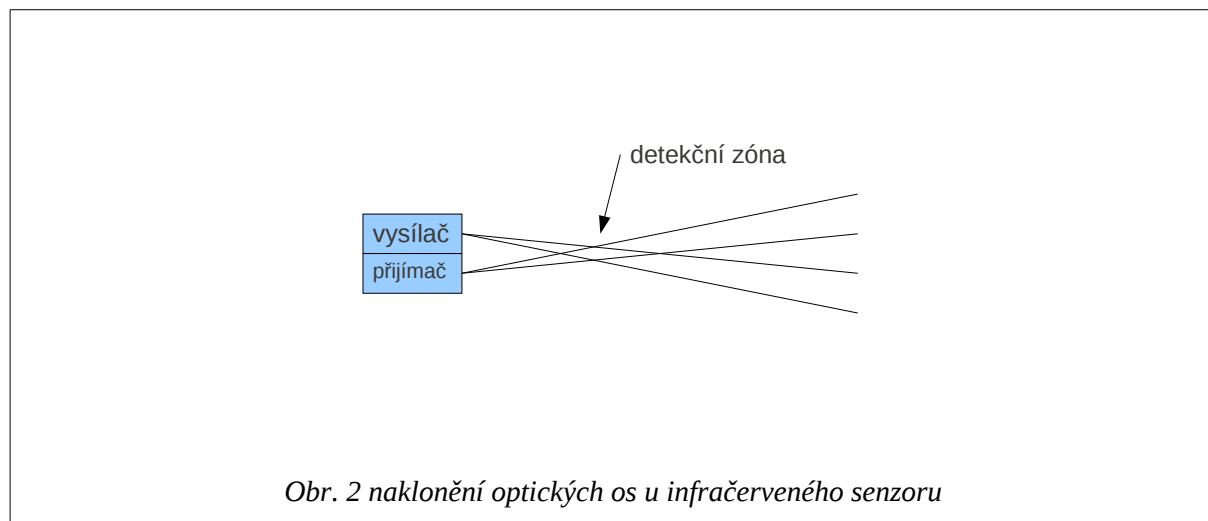 detekční zóna
vysílač
přijímač
Obr. 2 naklonění optických os u infračerveného senzoru